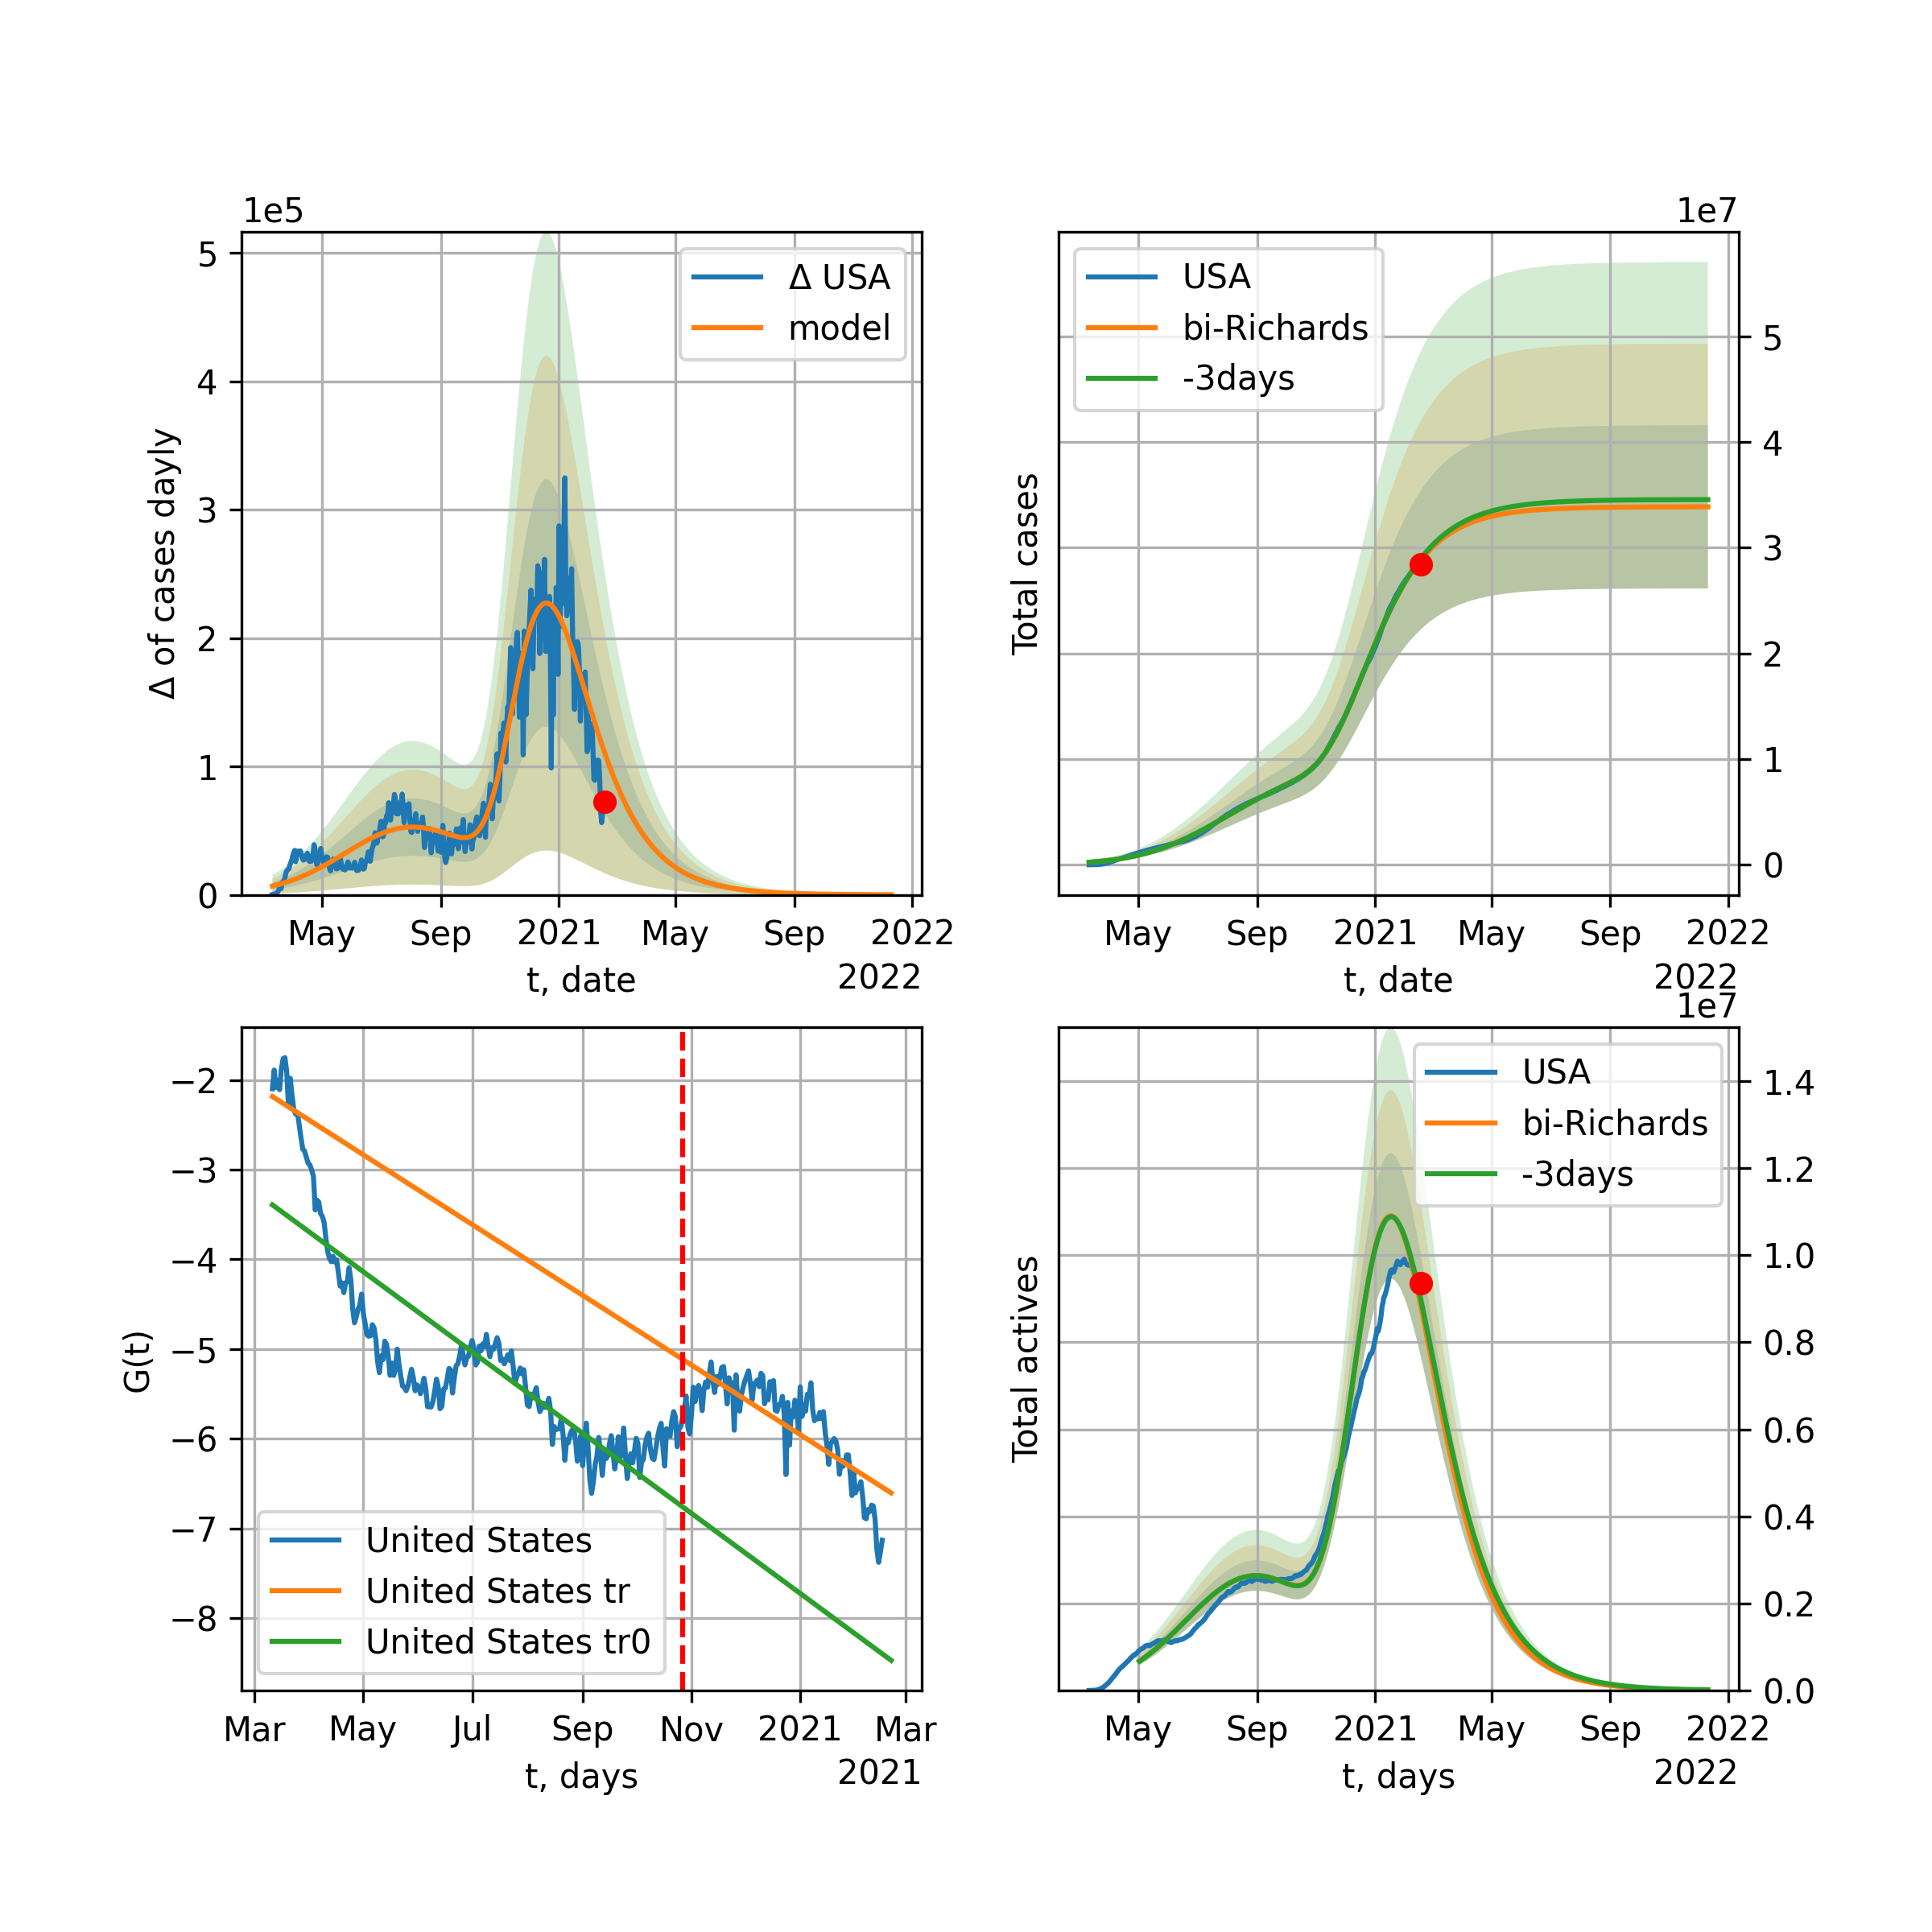 1e5
5
4
3
2
1
0
Δ of cases dayly
Δ USA
model
May
Sep
2021
May
Sep
2022
t, date
2022
1e7
USA
bi-Richards
-3days
Total cases
5
4
3
2
1
0
May
Sep
2021
May
Sep
2022
t, date
2022
−2
−3
−4
−5
−6
−7
−8
G(t)
United States
United States tr
United States tr0
Mar
May
Jul
Sep
Nov
2021
Mar
t, days
2021
1e7
USA
bi-Richards
-3days
Total actives
1.4
1.2
1.0
0.8
0.6
0.4
0.2
0.0
May
Sep
2021
May
Sep
2022
t, days
2022